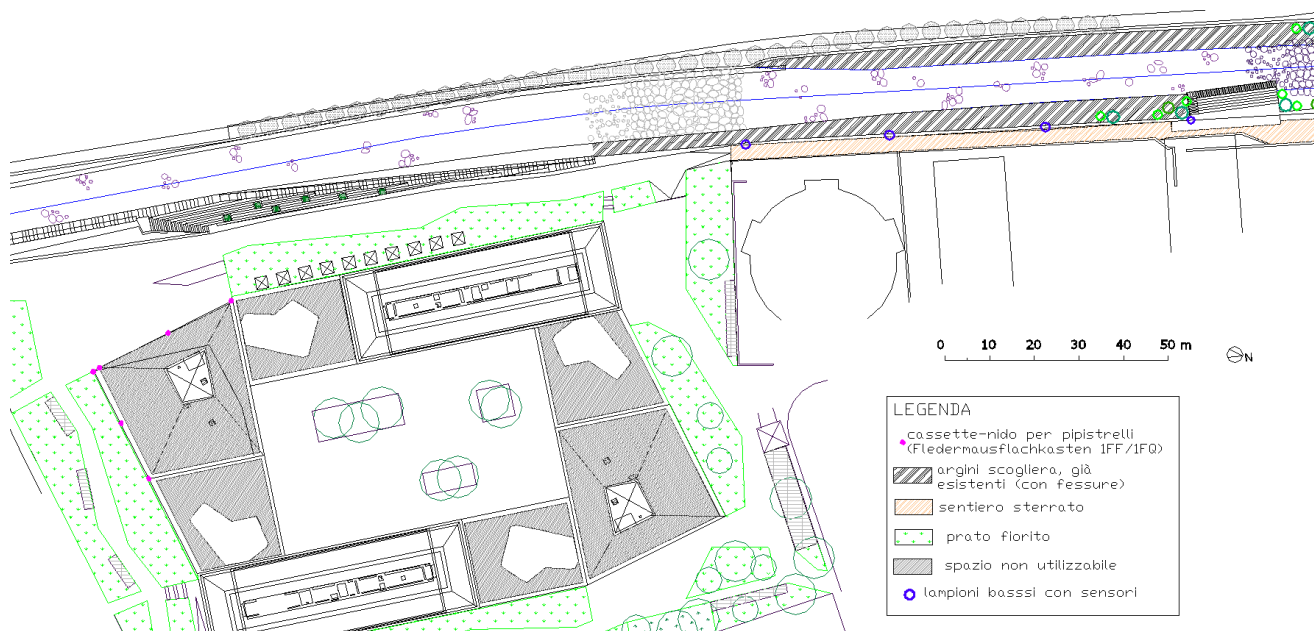 0 10 20 30 40 50 m
N
LEGENDA
cassette-nido per pipistrelli
(Fledermausflachkasten 1FF/1FQ)
argini scogliera, già
esistenti (con fessure)
sentiero sterrato
prato fiorito
spazio non utilizzabile
lampioni basssi con sensori